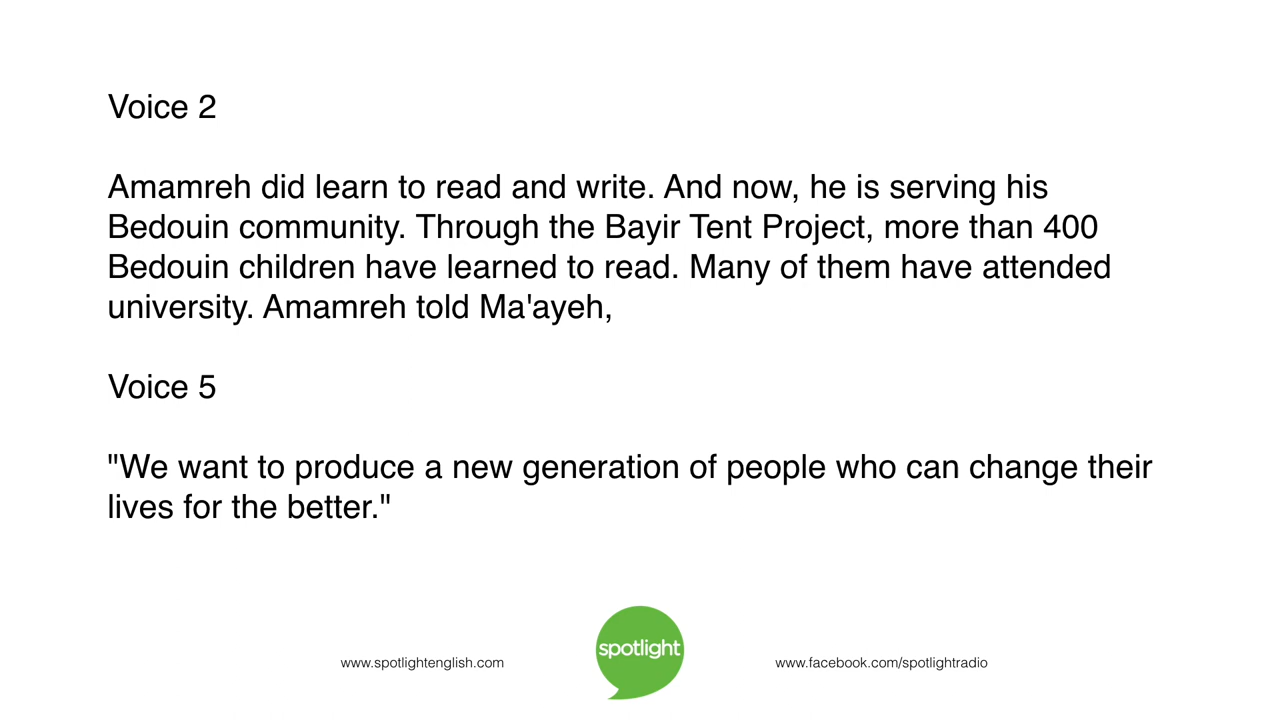 Voice 2
Amamreh did learn to read and write. And now, he is serving his
Bedouin community. Through the Bayir Tent Project, more than 400
Bedouin children have learned to read. Many of them have attended
university. Amamreh told Ma'ayeh,
Voice 5
"We want to produce a new generation of people who can change their
lives for the better."
www.spotlightenglish.com
spotlight
www.facebook.com/spotlightradio